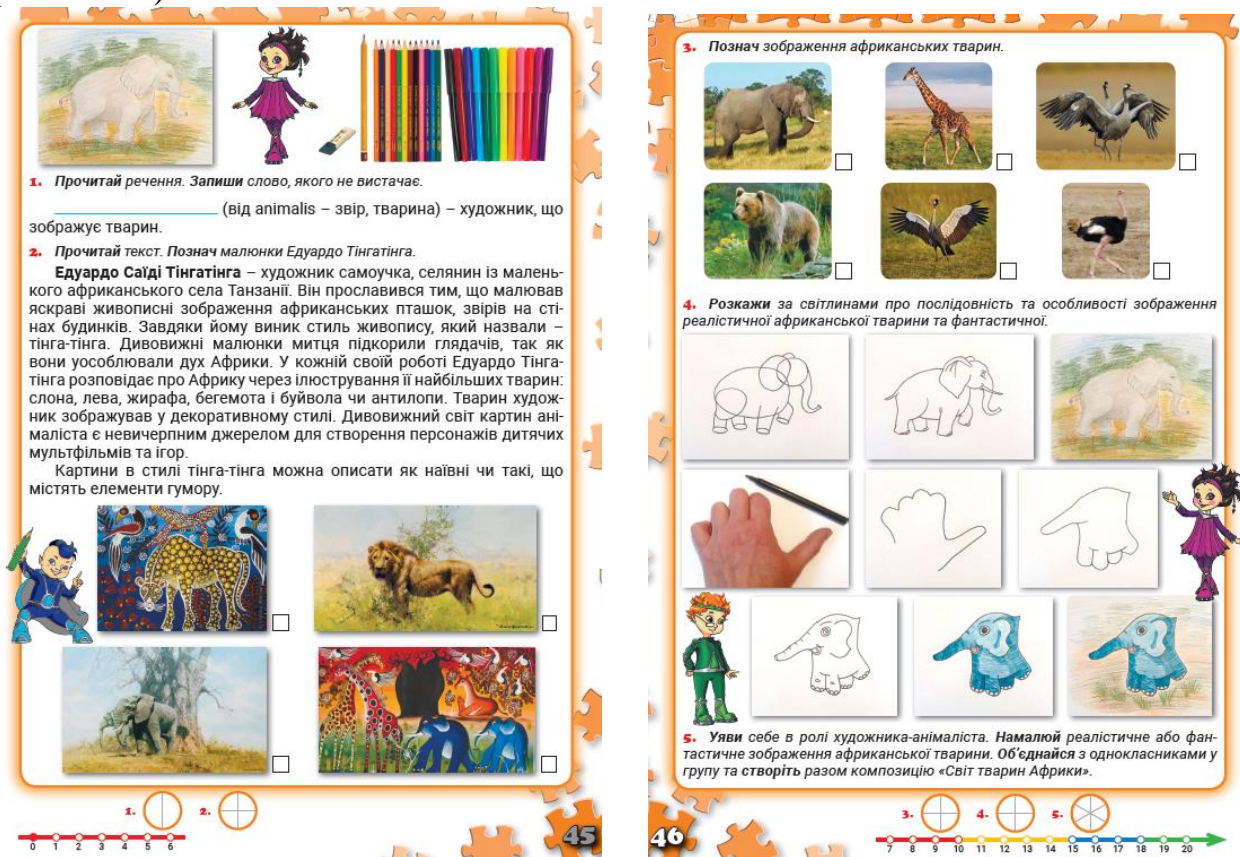 1. Прочитай речення. Запиши слово, якого не вистачає.
(від animalis – звір, тварина) – художник, що
зображує тварин.
2. Прочитай текст. Познач малюнки Едуардо Тінгатінга.
Едуардо Саїді Тінгатінга – художник самоучка, селянин із малень-
кого африканського села Танзанії. Він прославився тим, що малював
яскраві живописні зображення африканських пташок, звірів на сті-
нах будинків. Завдяки йому виник стиль живопису, який назвали –
тінга-тінга. Дивовижні малюнки митця підкорили глядачів, так як
вони уособлювали дух Африки. У кожній своїй роботі Едуардо Тінга-
тінга розповідає про Африку через ілюстрування її найбільших тварин:
слона, лева, жирафа, бегемота і буйвола чи антилопи. Тварин худож-
ник зображував у декоративному стилі. Дивовижний світ картин ані-
маліста є невичерпним джерелом для створення персонажів дитячих
мультфільмів та ігор.
Картини в стилі тінга-тінга можна описати як наївні чи такі, що
містять елементи гумору.
1. 2.
0 1 2 3 4 5 6
45
3. Познач зображення африканських тварин.
4. Розкажи за світлинами про послідовність та особливості зображення
реалістичної африканської тварини та фантастичної.
5. Уяви себе в ролі художника-анімаліста. Намалюй реалістичне або фан-
тастичне зображення африканської тварини. Об'єднайся з однокласниками у
групу та створіть разом композицію «Світ тварин Африки».
3. 4. 5.
46
7 8 9 10 11 12 13 14 15 16 17 18 19 20